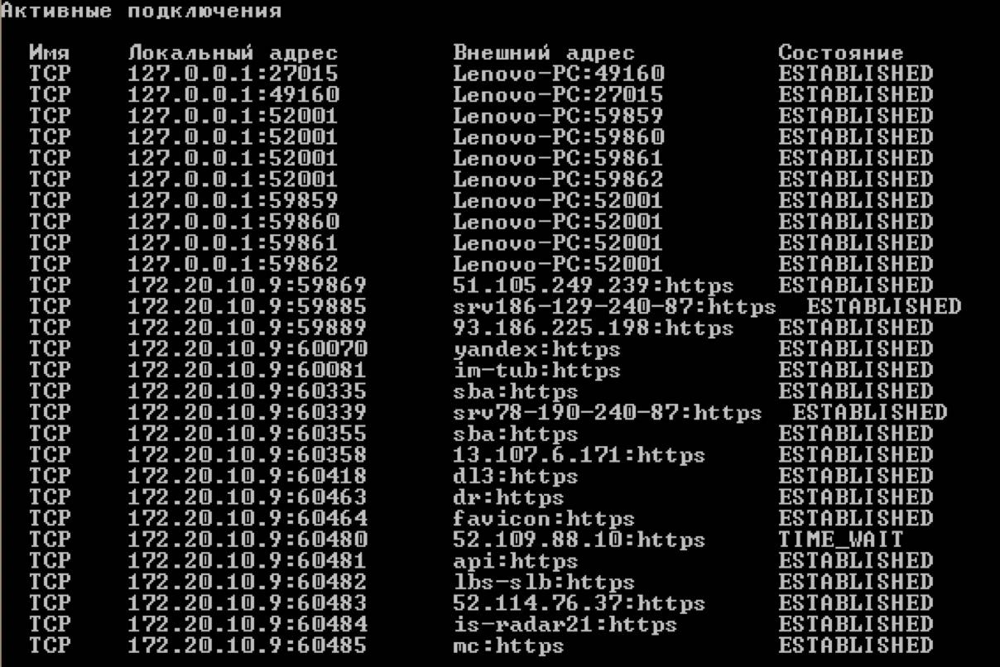 Активные подключения
Имя Локальный адрес Внешний адрес Состояние
TCP 127.0.0.1:27015 Lenovo-PC:49160 ESTABLISHED
TCP 127.0.0.1:49160 Lenovo-PC:27015 ESTABLISHED
TCP 127.0.0.1:52001 Lenovo-PC:59859 ESTABLISHED
TCP 127.0.0.1:52001 Lenovo-PC:59860 ESTABLISHED
TCP 127.0.0.1:52001 Lenovo-PC:59861 ESTABLISHED
TCP 127.0.0.1:52001 Lenovo-PC:59862 ESTABLISHED
TCP 127.0.0.1:59859 Lenovo-PC:52001 ESTABLISHED
TCP 127.0.0.1:59860 Lenovo-PC:52001 ESTABLISHED
TCP 127.0.0.1:59861 Lenovo-PC:52001 ESTABLISHED
TCP 127.0.0.1:59862 Lenovo-PC:52001 ESTABLISHED
TCP 172.20.10.9:59869 51.105.249.239:https ESTABLISHED
TCP 172.20.10.9:59885 srv186-129-240-87:https ESTABLISHED
TCP 172.20.10.9:59889 93.186.225.198:https ESTABLISHED
TCP 172.20.10.9:60070 yandex:https ESTABLISHED
TCP 172.20.10.9:60081 im-tub:https ESTABLISHED
TCP 172.20.10.9:60335 sba:https ESTABLISHED
TCP 172.20.10.9:60339 srv78-190-240-87:https ESTABLISHED
TCP 172.20.10.9:60355 sba:https ESTABLISHED
TCP 172.20.10.9:60358 13.107.6.171:https ESTABLISHED
TCP 172.20.10.9:60418 dl3:https ESTABLISHED
TCP 172.20.10.9:60463 dr:https ESTABLISHED
TCP 172.20.10.9:60464 favicon:https ESTABLISHED
TCP 172.20.10.9:60480 52.109.88.10:https TIME_WAIT
TCP 172.20.10.9:60481 api:https ESTABLISHED
TCP 172.20.10.9:60482 lbs-slb:https ESTABLISHED
TCP 172.20.10.9:60483 52.114.76.37:https ESTABLISHED
TCP 172.20.10.9:60484 is-radar21:https ESTABLISHED
TCP 172.20.10.9:60485 mc:https ESTABLISHED